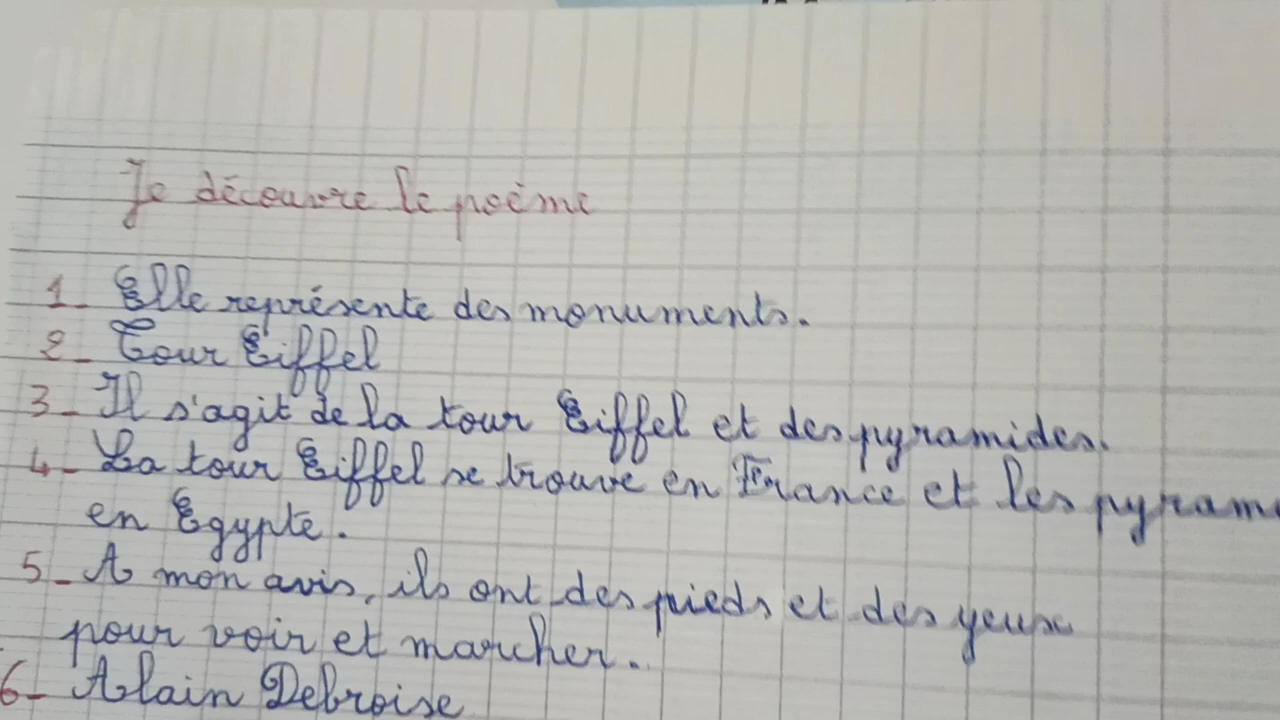 Je découvre le poème
1- Elle représente des monuments.
2- Tour Eiffel
3- Il s'agit de la tour Eiffel et des pyramides.
4- La tour Eiffel se trouve en France et les pyram
en Egypte.
5- A mon avis, ils ont des pieds et des yeux
pour voir et marcher.
6- Alain Debroise